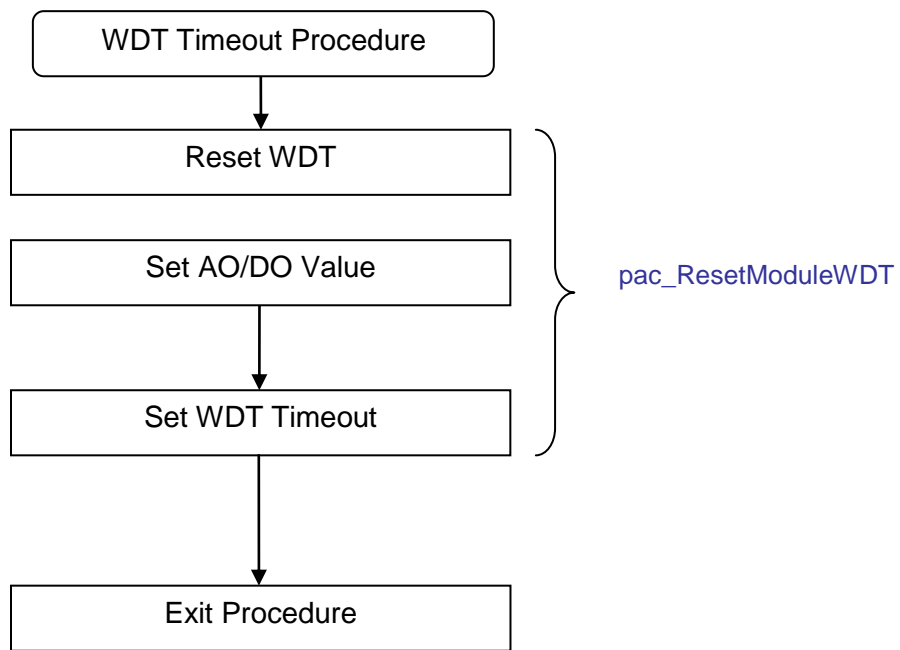 WDT Timeout Procedure
Reset WDT
Set AO/DO Value
pac_ResetModuleWDT
Set WDT Timeout
Exit Procedure